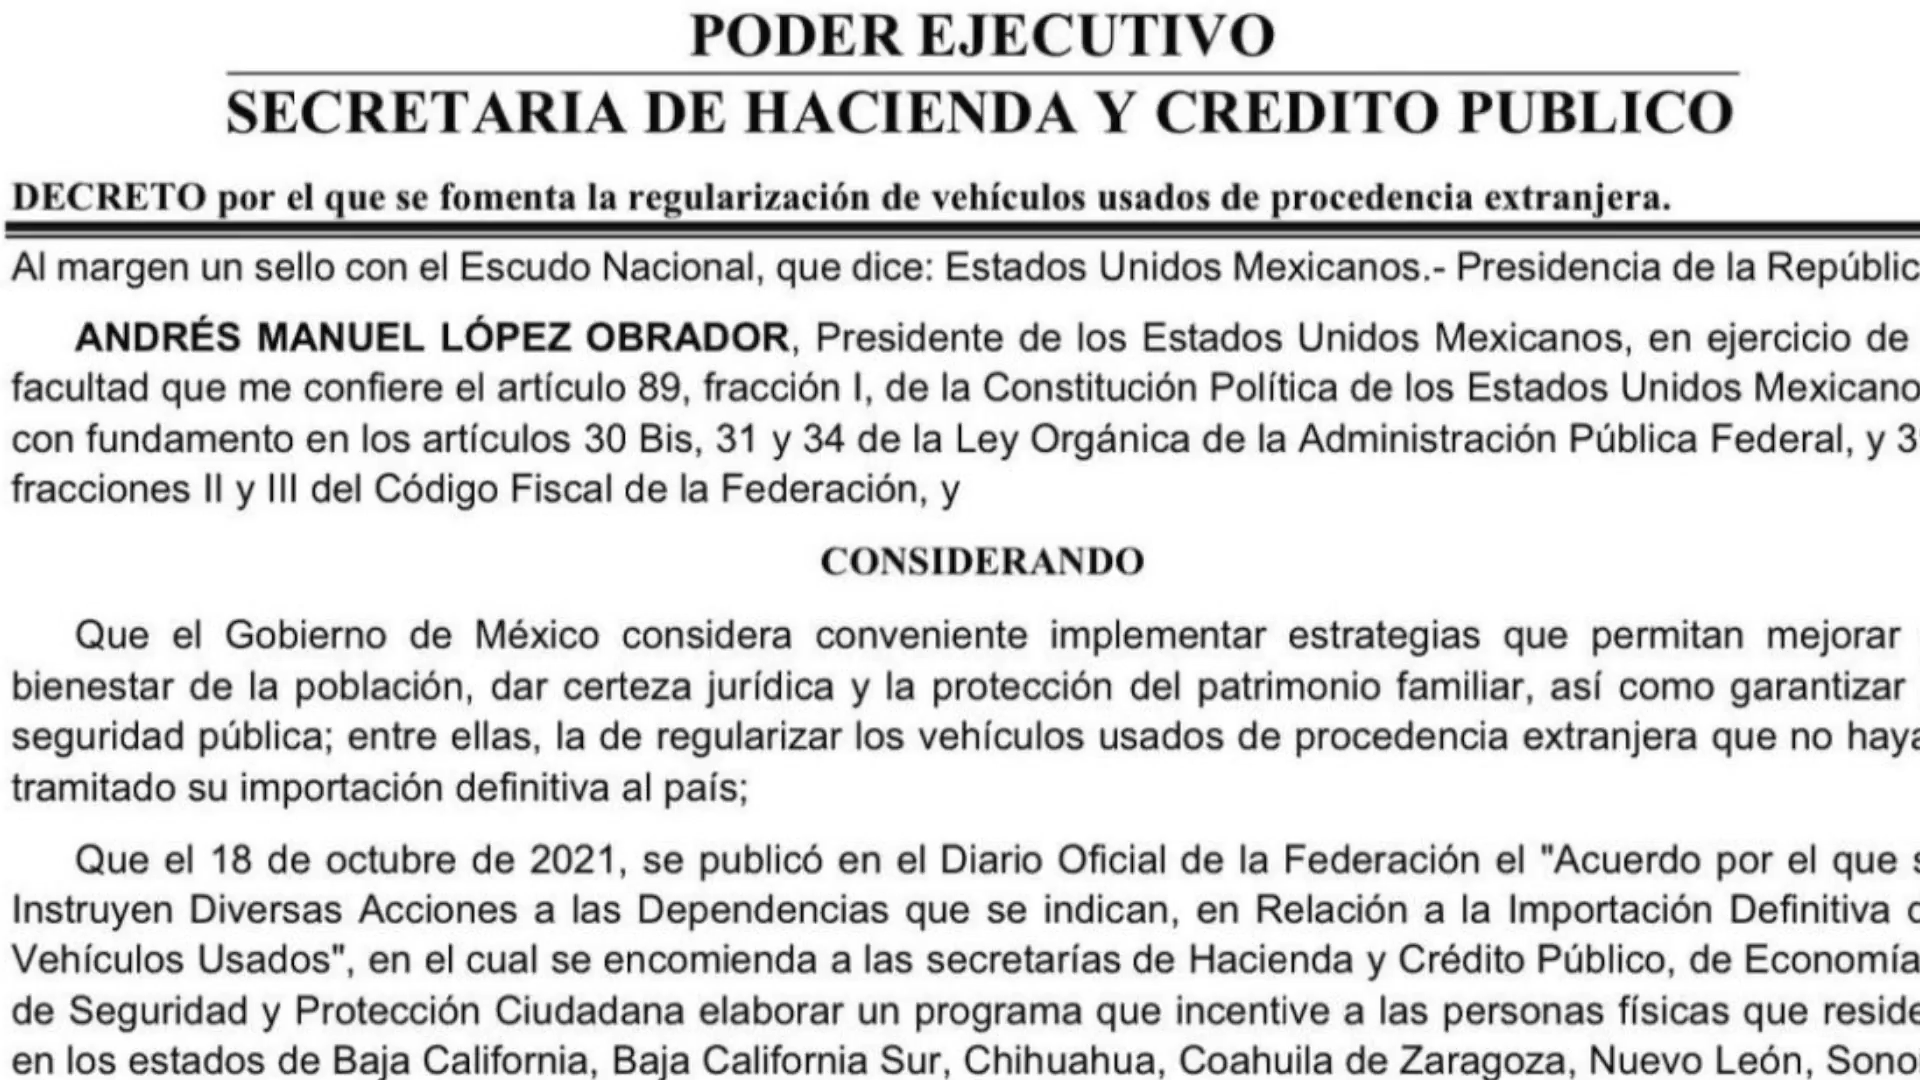 PODER EJECUTIVO
SECRETARIA DE HACIENDA Y CREDITO PUBLICO
DECRETO por el que se fomenta la regularización de vehículos usados de procedencia extranjera.
Al margen un sello con el Escudo Nacional, que dice: Estados Unidos Mexicanos.- Presidencia de la Repúblic
ANDRÉS MANUEL LÓPEZ OBRADOR, Presidente de los Estados Unidos Mexicanos, en ejercicio de
facultad que me confiere el artículo 89, fracción I, de la Constitución Política de los Estados Unidos Mexicano
con fundamento en los artículos 30 Bis, 31 y 34 de la Ley Orgánica de la Administración Pública Federal, y 3
fracciones II y III del Código Fiscal de la Federación, y
CONSIDERANDO
Que el Gobierno de México considera conveniente implementar estrategias que permitan mejorar
bienestar de la población, dar certeza jurídica y la protección del patrimonio familiar, así como garantizar
seguridad pública; entre ellas, la de regularizar los vehículos usados de procedencia extranjera que no haya
tramitado su importación definitiva al país;
Que el 18 de octubre de 2021, se publicó en el Diario Oficial de la Federación el "Acuerdo por el que s
Instruyen Diversas Acciones a las Dependencias que se indican, en Relación a la Importación Definitiva d
Vehículos Usados", en el cual se encomienda a las secretarías de Hacienda y Crédito Público, de Economía
de Seguridad y Protección Ciudadana elaborar un programa que incentive a las personas físicas que reside
en los estados de Baja California, Baja California Sur, Chihuahua, Coahuila de Zaragoza, Nuevo León, Sono